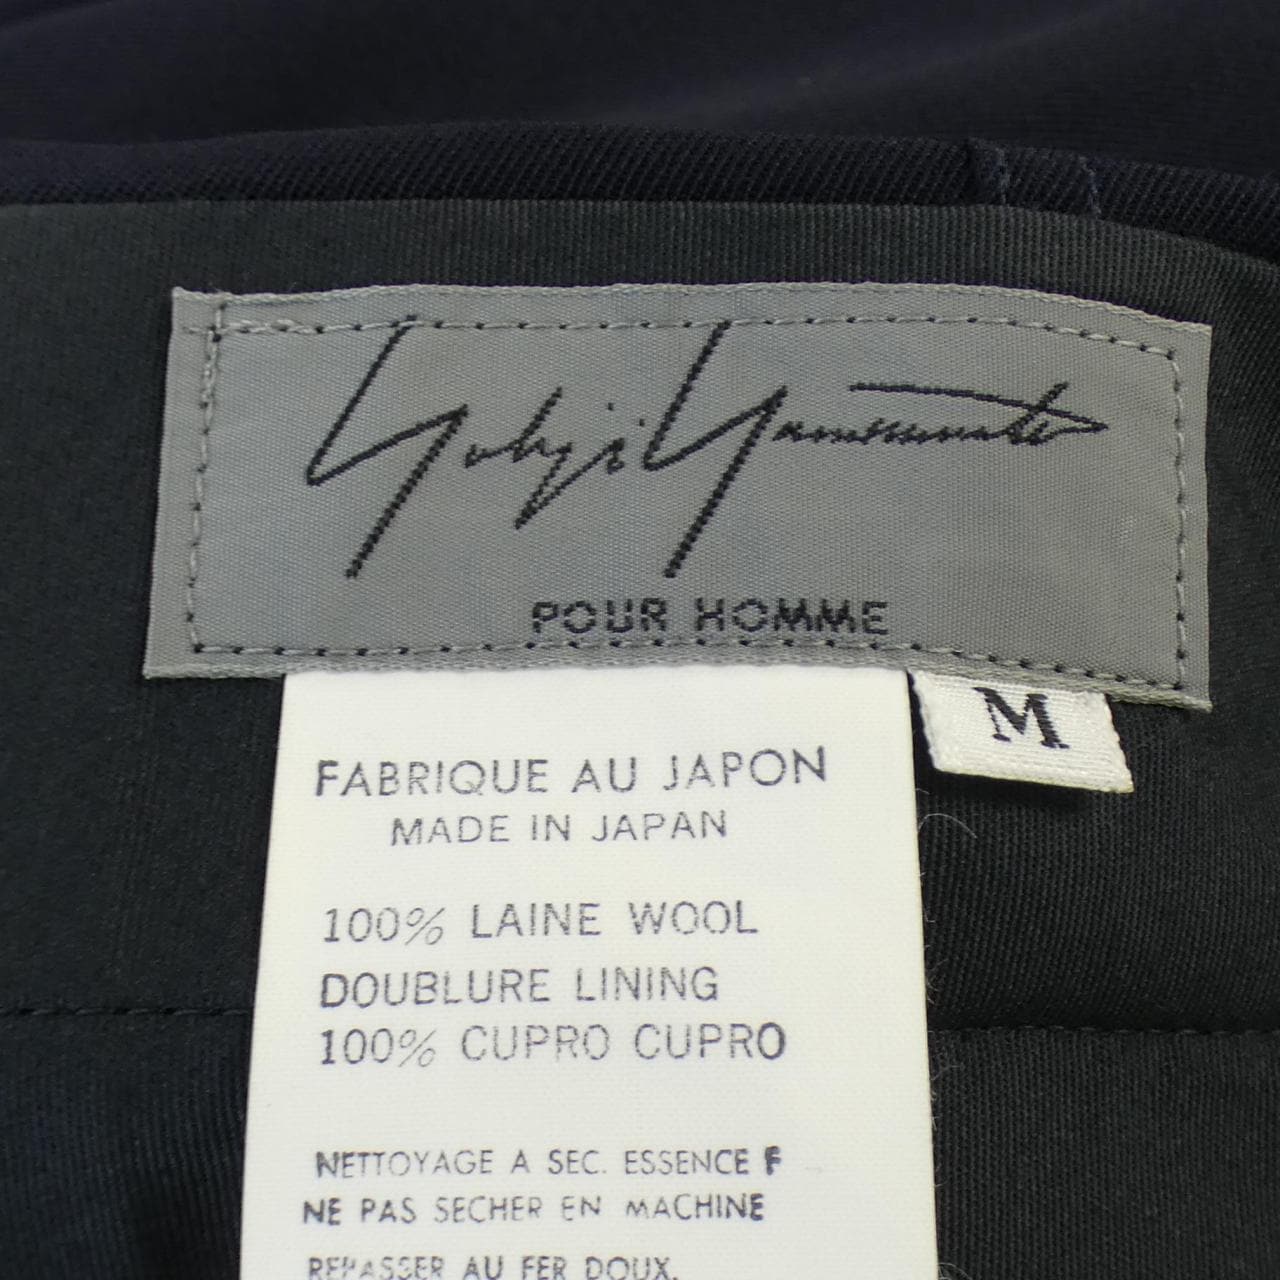 Yohji Yamamoto
POUR HOMME
M
FABRIQUE AU JAPON
MADE IN JAPAN
100% LAINE WOOL
DOUBLURE LINING
100% CUPRO CUPRO
NETTOYAGE A SEC. ESSENCE F
NE PAS SECHER EN MACHINE
REPASSER AU FER DOUX.